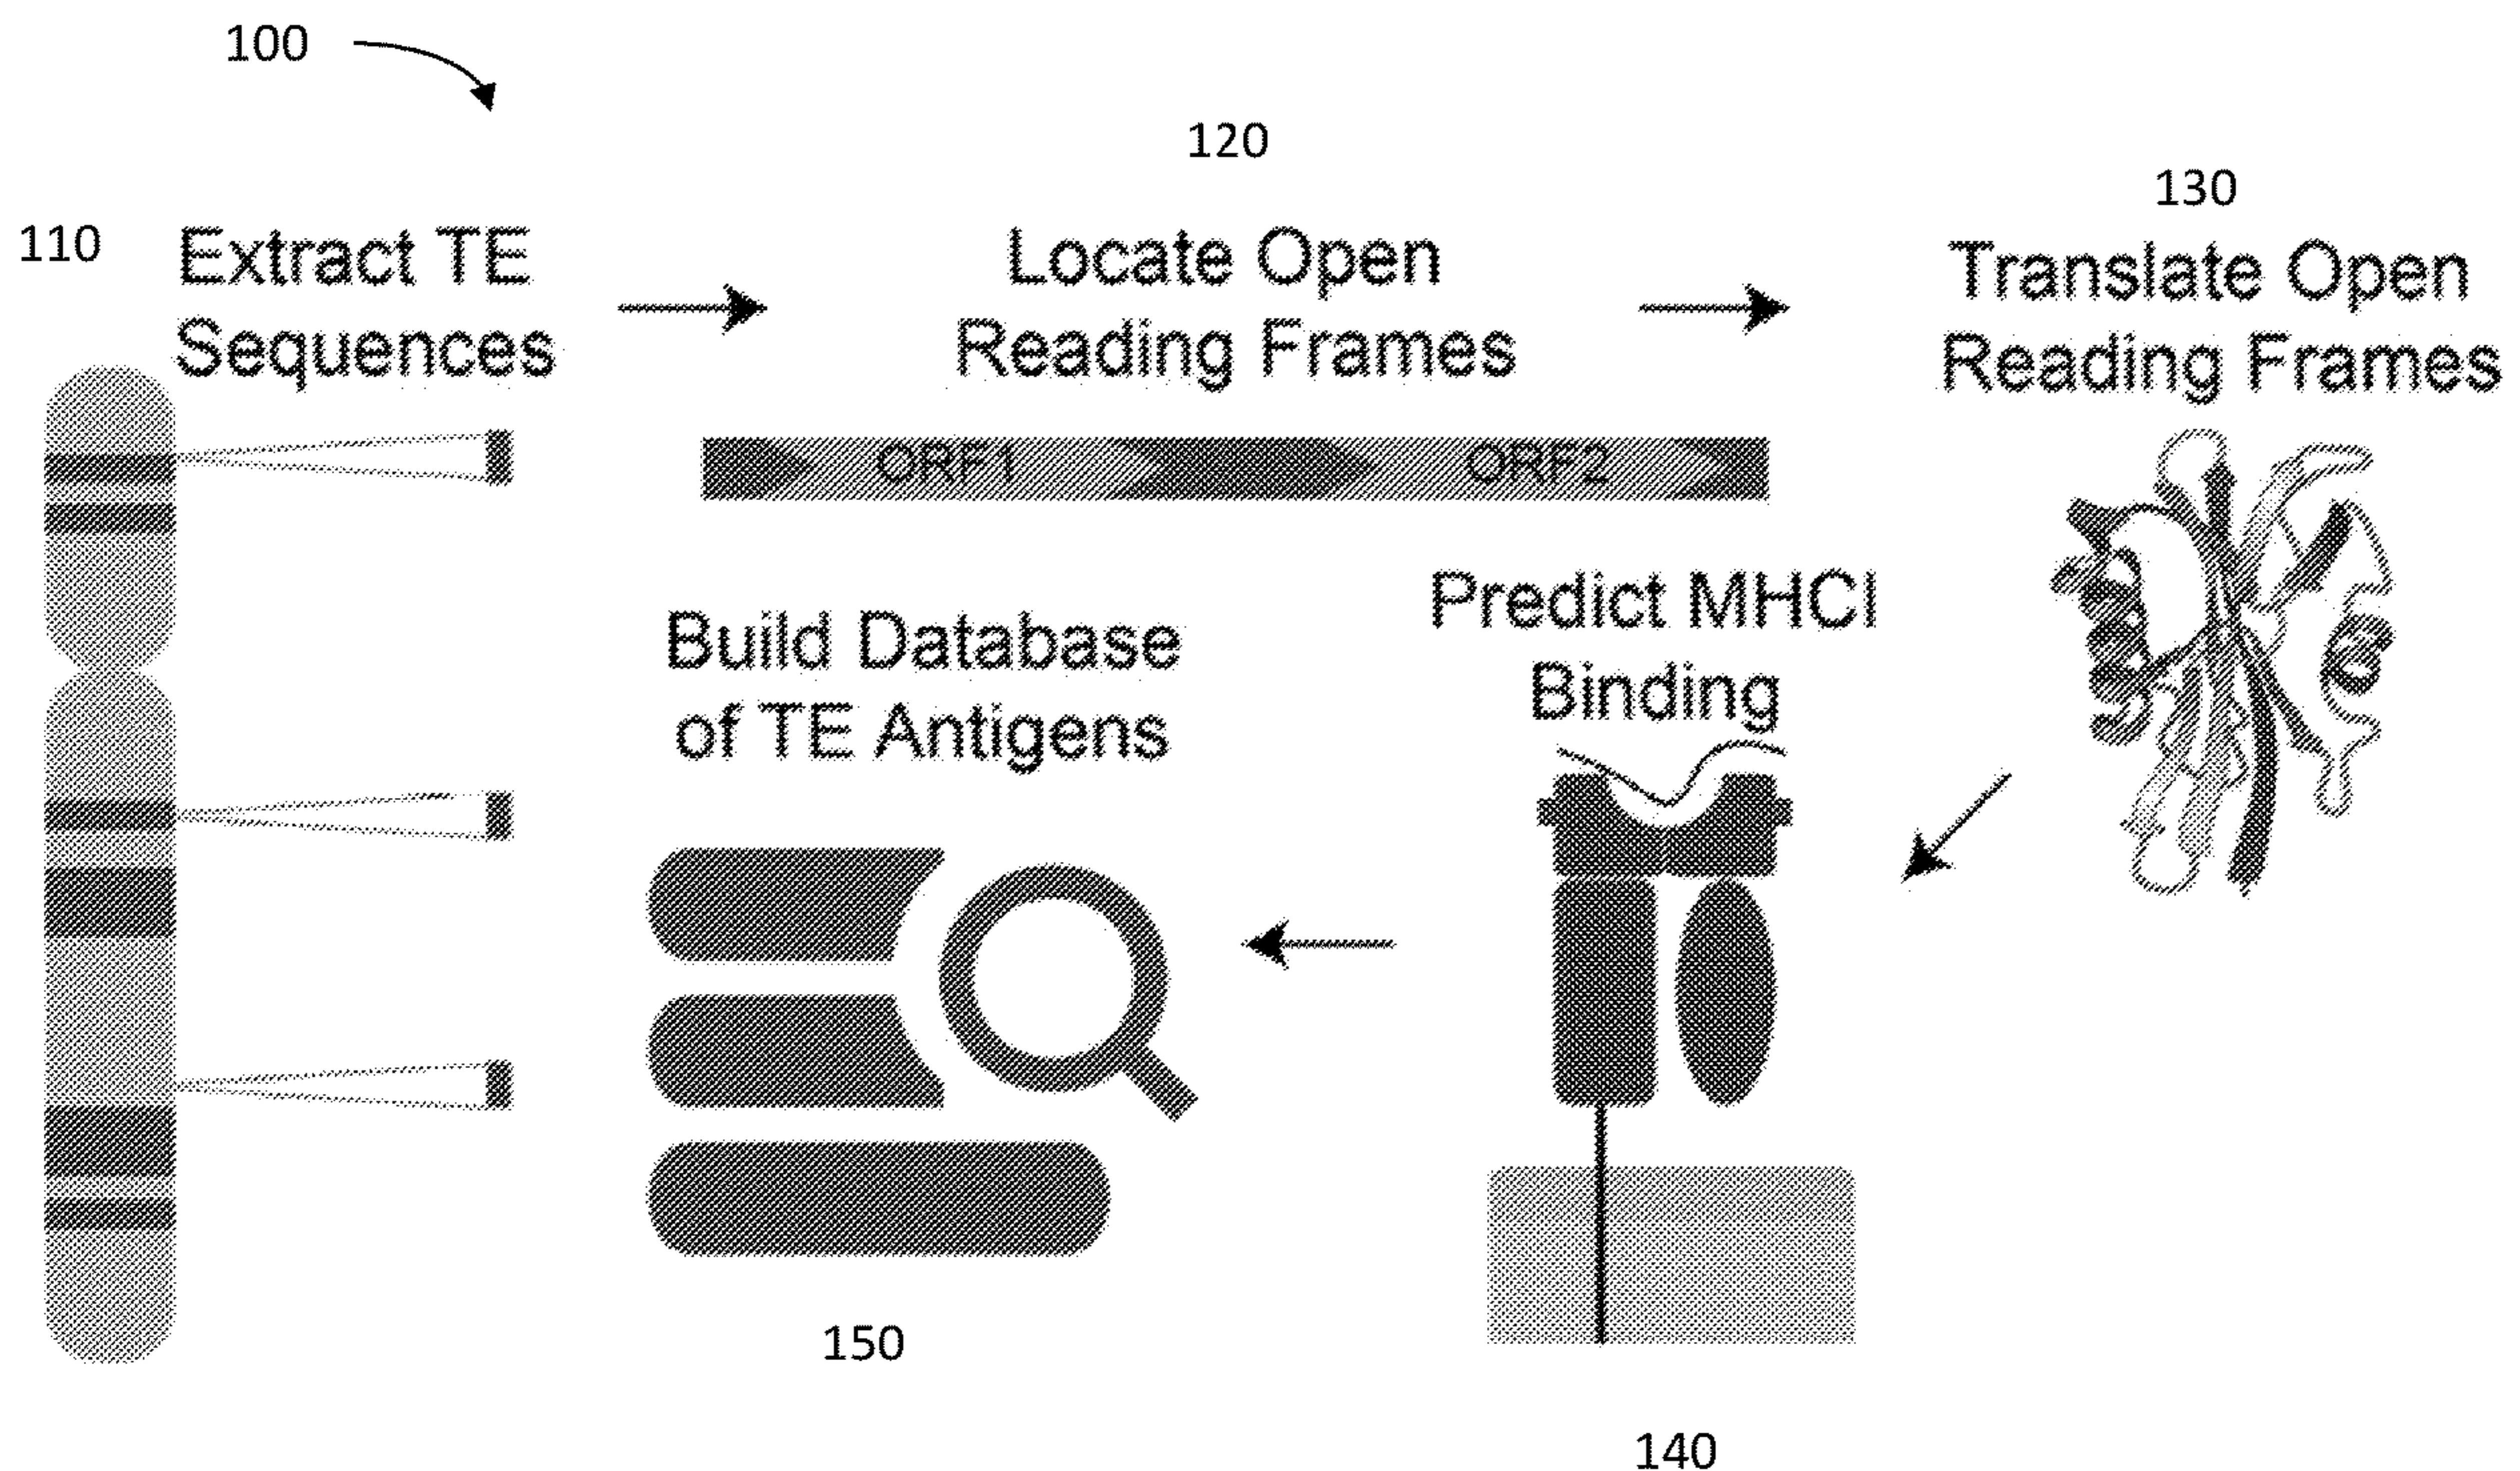 100
110
Extract TE
Sequences
120
Locate Open
Reading Frames
ORF1
ORF2
130
Translate Open
Reading Frames
Predict MHCI
Binding
140
Build Database
of TE Antigens
150